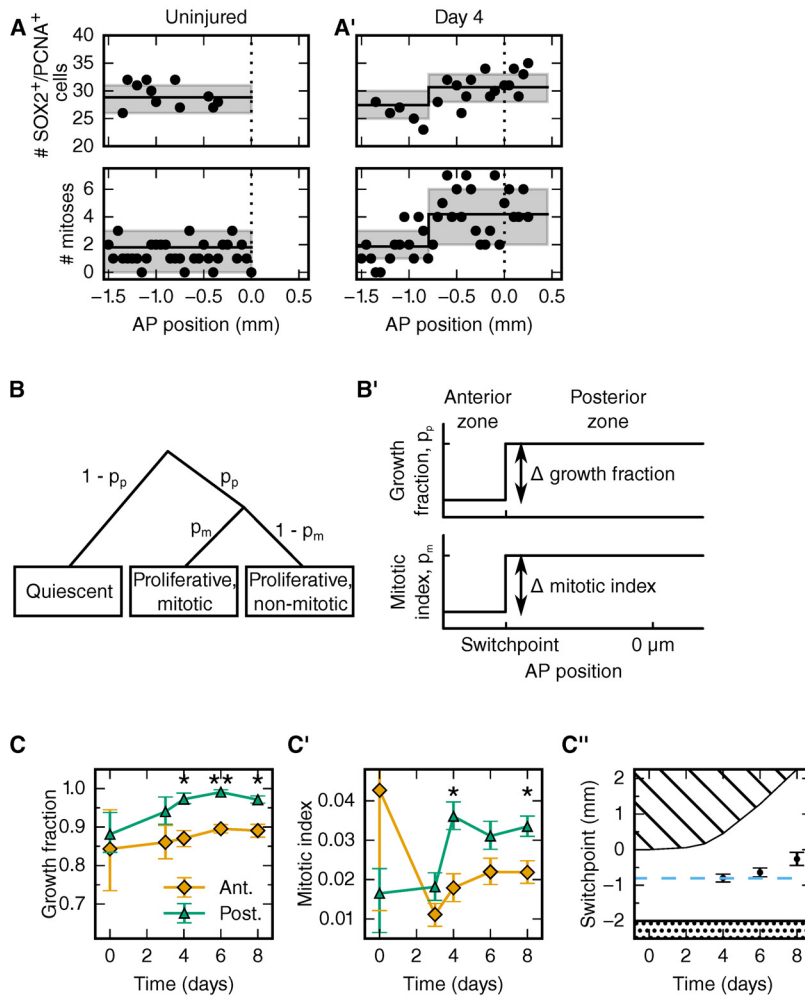 A
Uninjured
# SOX2+/PCNA+
cells
40
35
30
25
20
# mitoses
6
4
2
0
−1.5 −1.0 −0.5 0.0 0.5
AP position (mm)
A'
Day 4
−1.5 −1.0 −0.5 0.0 0.5
AP position (mm)
B
1 - pp
pp
pm
1 - pm
Quiescent
Proliferative,
mitotic
Proliferative,
non-mitotic
B'
Anterior
zone
Posterior
zone
Growth
fraction, pp
Δ growth fraction
Mitotic
index, pm
Δ mitotic index
Switchpoint
0 µm
AP position
C
Growth fraction
1.0
0.9
0.8
0.7
* ** *
Ant.
Post.
0 2 4 6 8
Time (days)
C'
Mitotic index
0.04
0.03
0.02
0.01
* *
0 2 4 6 8
Time (days)
C''
Switchpoint (mm)
2
1
0
−1
−2
0 2 4 6 8
Time (days)